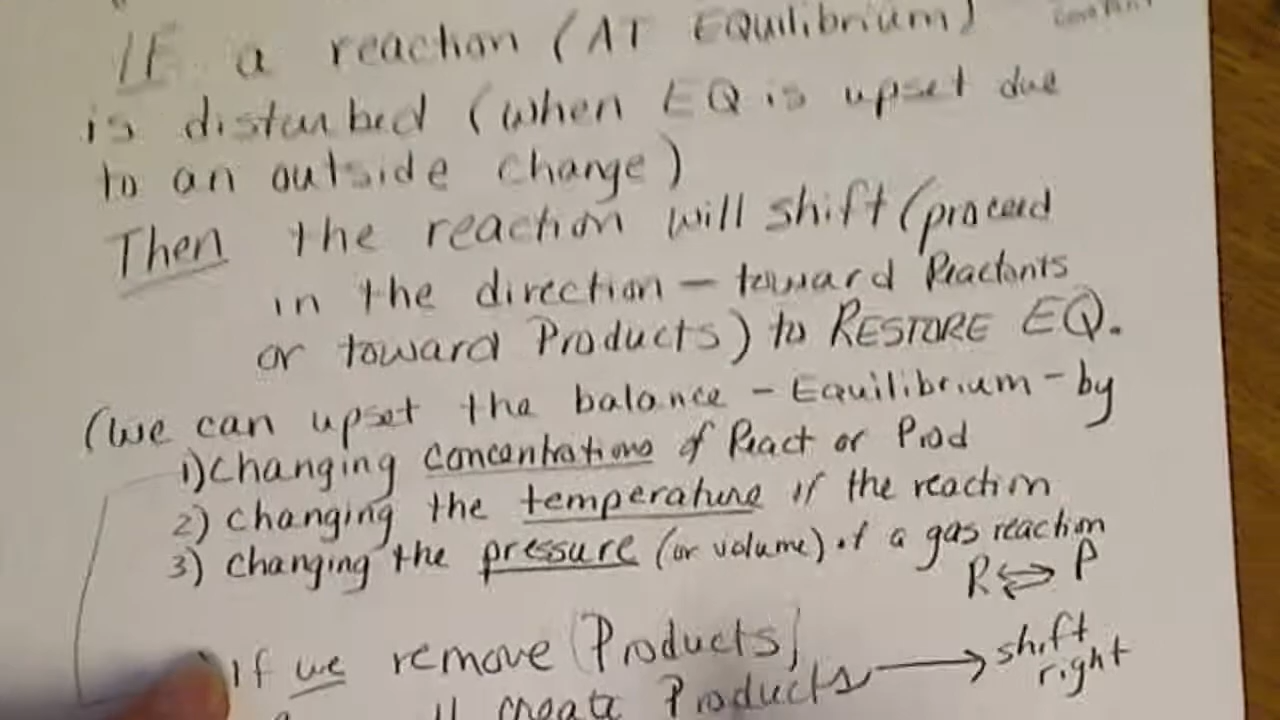 IF a reaction (AT EQuilibrium)
is disturbed (when EQ is upset due
to an outside change)
Then the reaction will shift (proceed
in the direction - toward Reactants
or toward Products) to RESTORE EQ.
(we can upset the balance - Equilibrium - by
1) changing concentrations of React or Prod
2) changing the temperature of the reaction
3) changing the pressure (or volume) of a gas reaction
R ⇌ P
If we remove [Products]
create Products → shift right